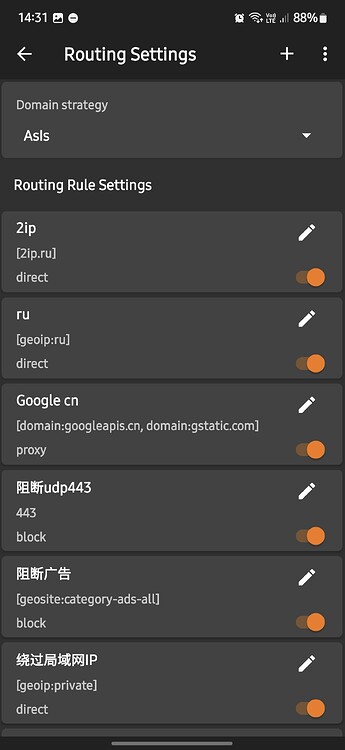 14:31
VoJ) LTE 88%
Routing Settings
Domain strategy
AsIs
Routing Rule Settings
2ip
[2ip.ru]
direct
ru
[geoip:ru]
direct
Google cn
[domain:googleapis.cn, domain:gstatic.com]
proxy
阻断udp443
443
block
阻断广告
[geosite:category-ads-all]
block
绕过局域网IP
[geoip:private]
direct